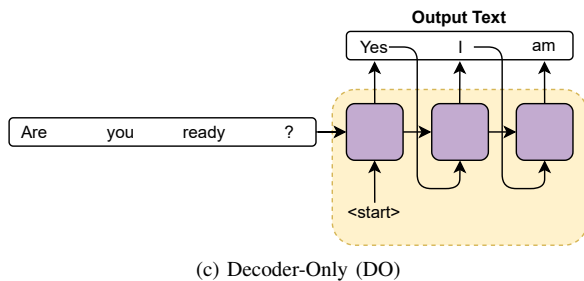 Output Text
Yes I am
Are you ready ?
<start>
(c) Decoder-Only (DO)